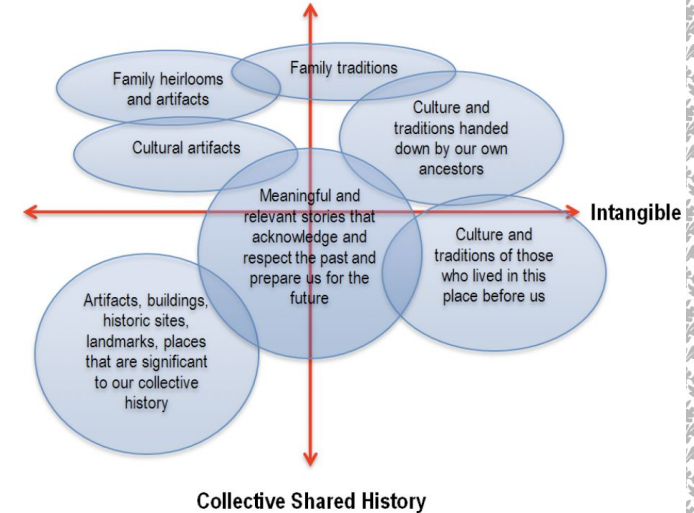 Family heirlooms
and artifacts
Family traditions
Culture and
traditions handed
down by our own
ancestors
Cultural artifacts
Meaningful and
relevant stories that
acknowledge and
respect the past and
prepare us for the
future
Intangible
Culture and
traditions of those
who lived in this
place before us
Artifacts, buildings,
historic sites,
landmarks, places
that are significant
to our collective
history
Collective Shared History